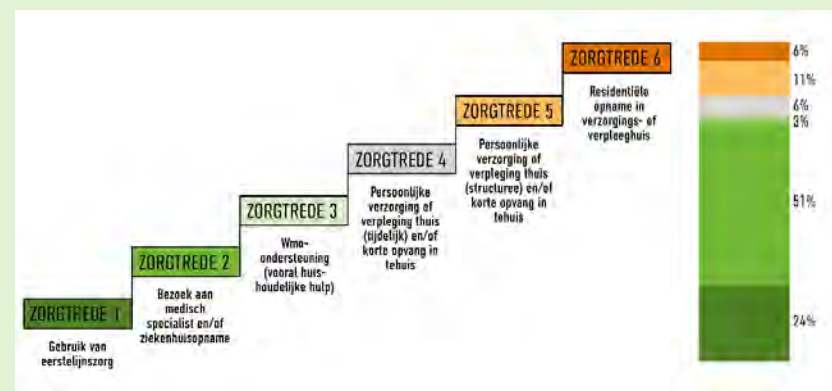 ZORGTREDE 6
Residentiële
opname in
verzorgings- of
verpleeghuis
ZORGTREDE 5
Persoonlijke
verzorging of
verpleging thuis
(structuree) en/of
korte opvang in
tehuis
ZORGTREDE 4
Persoonlijke
verzorging of
verpleging thuis
(tijdelijk) en/of
korte opvang in
tehuis
ZORGTREDE 3
Wmo-
ondersteuning
(vooral huis-
houdelijke hulp)
ZORGTREDE 2
Bezoek aan
medisch
specialist en/of
ziekenhuisopname
ZORGTREDE 1
Gebruik van
eerstelijnszorg
6%
11%
6%
3%
51%
24%